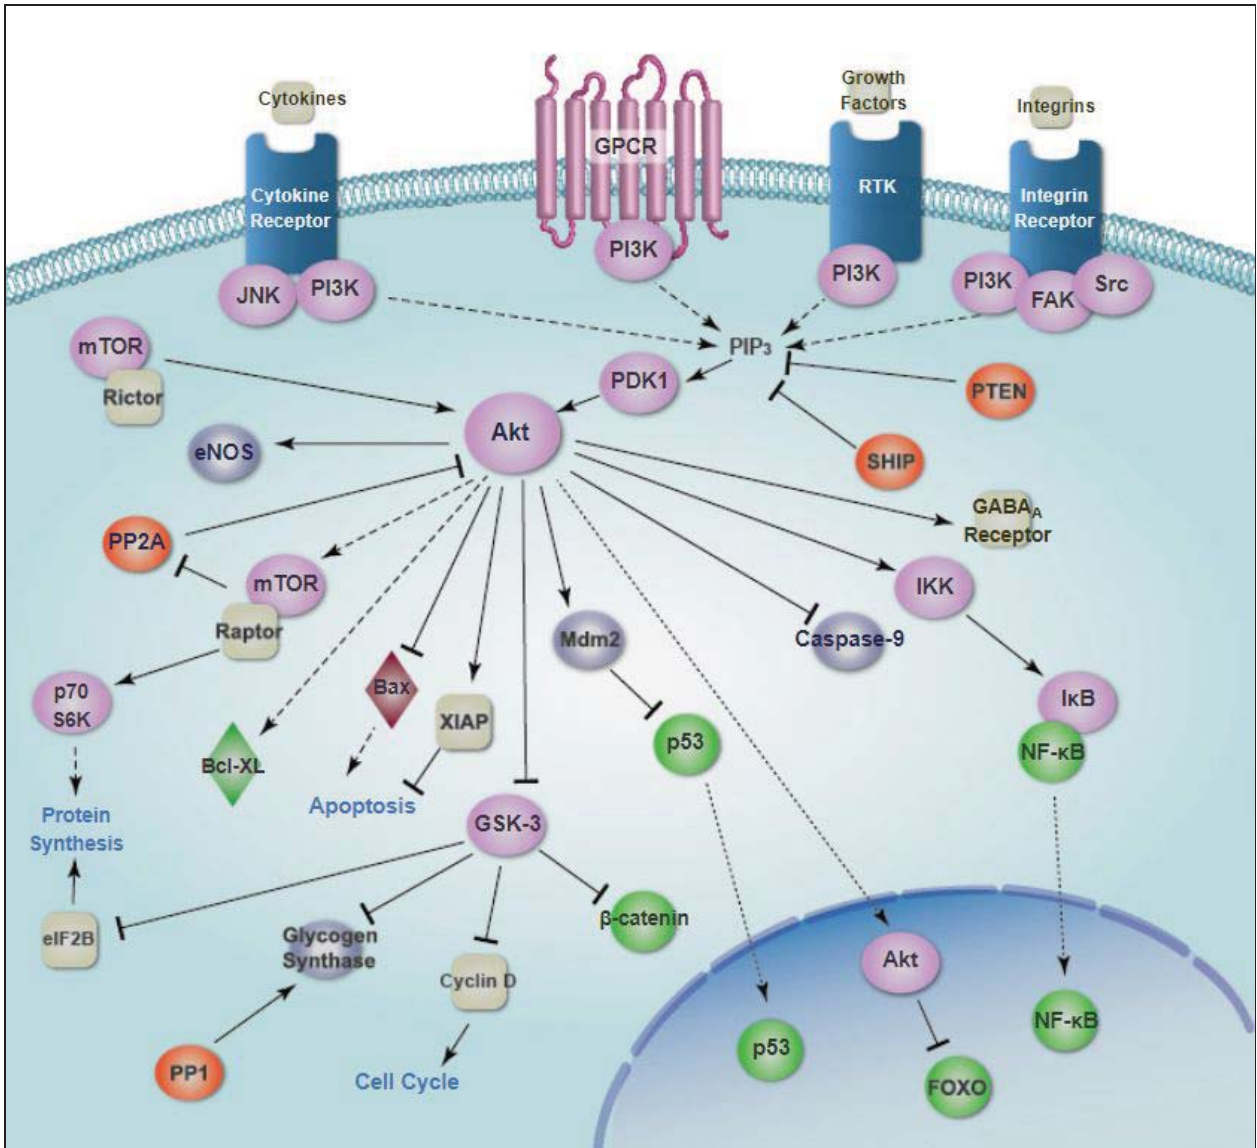 Cytokines
Growth
Factors
Integrins
GPCR
Cytokine
Receptor
RTK
Integrin
Receptor
PI3K
PI3K
PI3K
JNK
PI3K
FAK
Src
mTOR
Rictor
PIP₃
PDK1
PTEN
Akt
eNOS
SHIP
GABA_A
Receptor
PP2A
mTOR
Raptor
IKK
Mdm2
Caspase-9
p70
S6K
Bax
XIAP
IκB
NF-κB
p53
Bcl-XL
Apoptosis
Protein
Synthesis
GSK-3
eIF2B
Glycogen
Synthase
β-catenin
Cyclin D
Akt
NF-κB
p53
PP1
Cell Cycle
FOXO